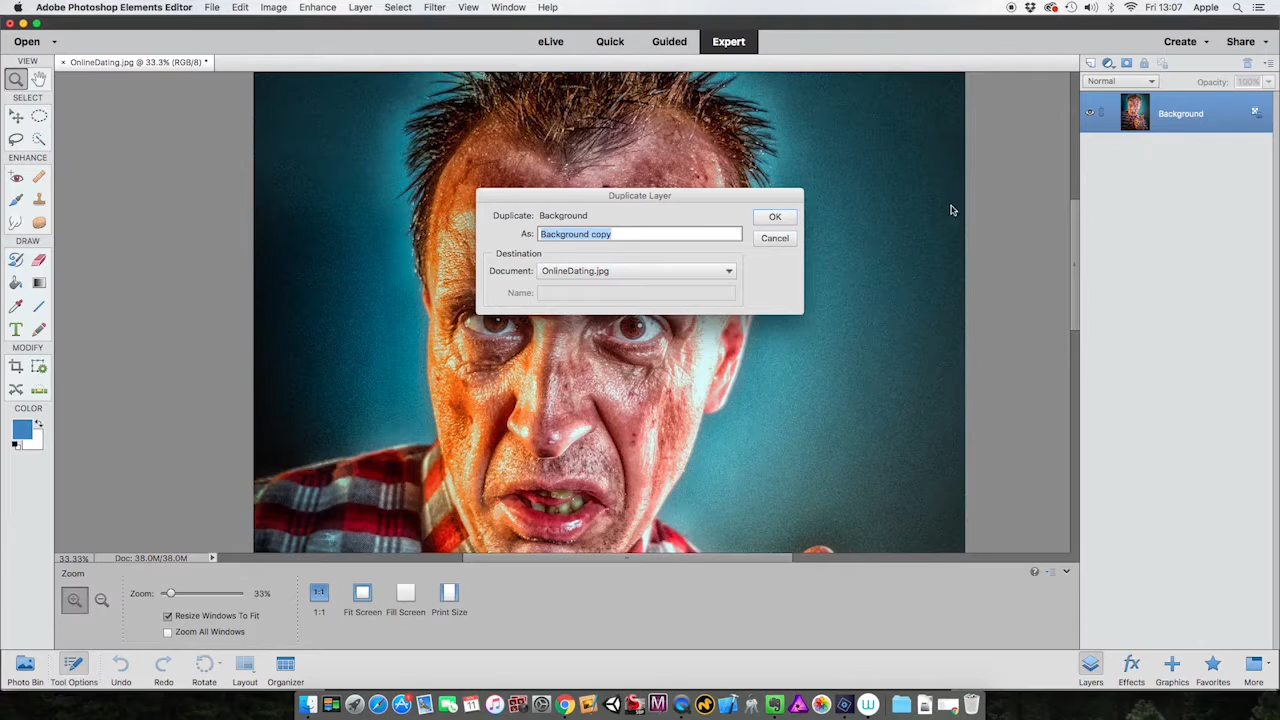 Adobe Photoshop Elements Editor File Edit Image Enhance Layer Select Filter View Window Help Fri 13:07 Apple
Open eLive Quick Guided Expert Create Share
VIEW × OnlineDating.jpg @ 33.3% (RGB/8) *
Normal Opacity: 100%
SELECT
Background
ENHANCE
Duplicate Layer
Duplicate: Background OK
As: Background copy Cancel
DRAW
Destination
Document: OnlineDating.jpg
Name:
MODIFY
COLOR
33.33% Doc: 38.0M/38.0M
Zoom
Zoom: 33% 1:1
1:1 Fit Screen Fill Screen Print Size
Resize Windows To Fit
Zoom All Windows
Photo Bin Tool Options Undo Redo Rotate Layout Organizer Layers Effects Graphics Favorites More